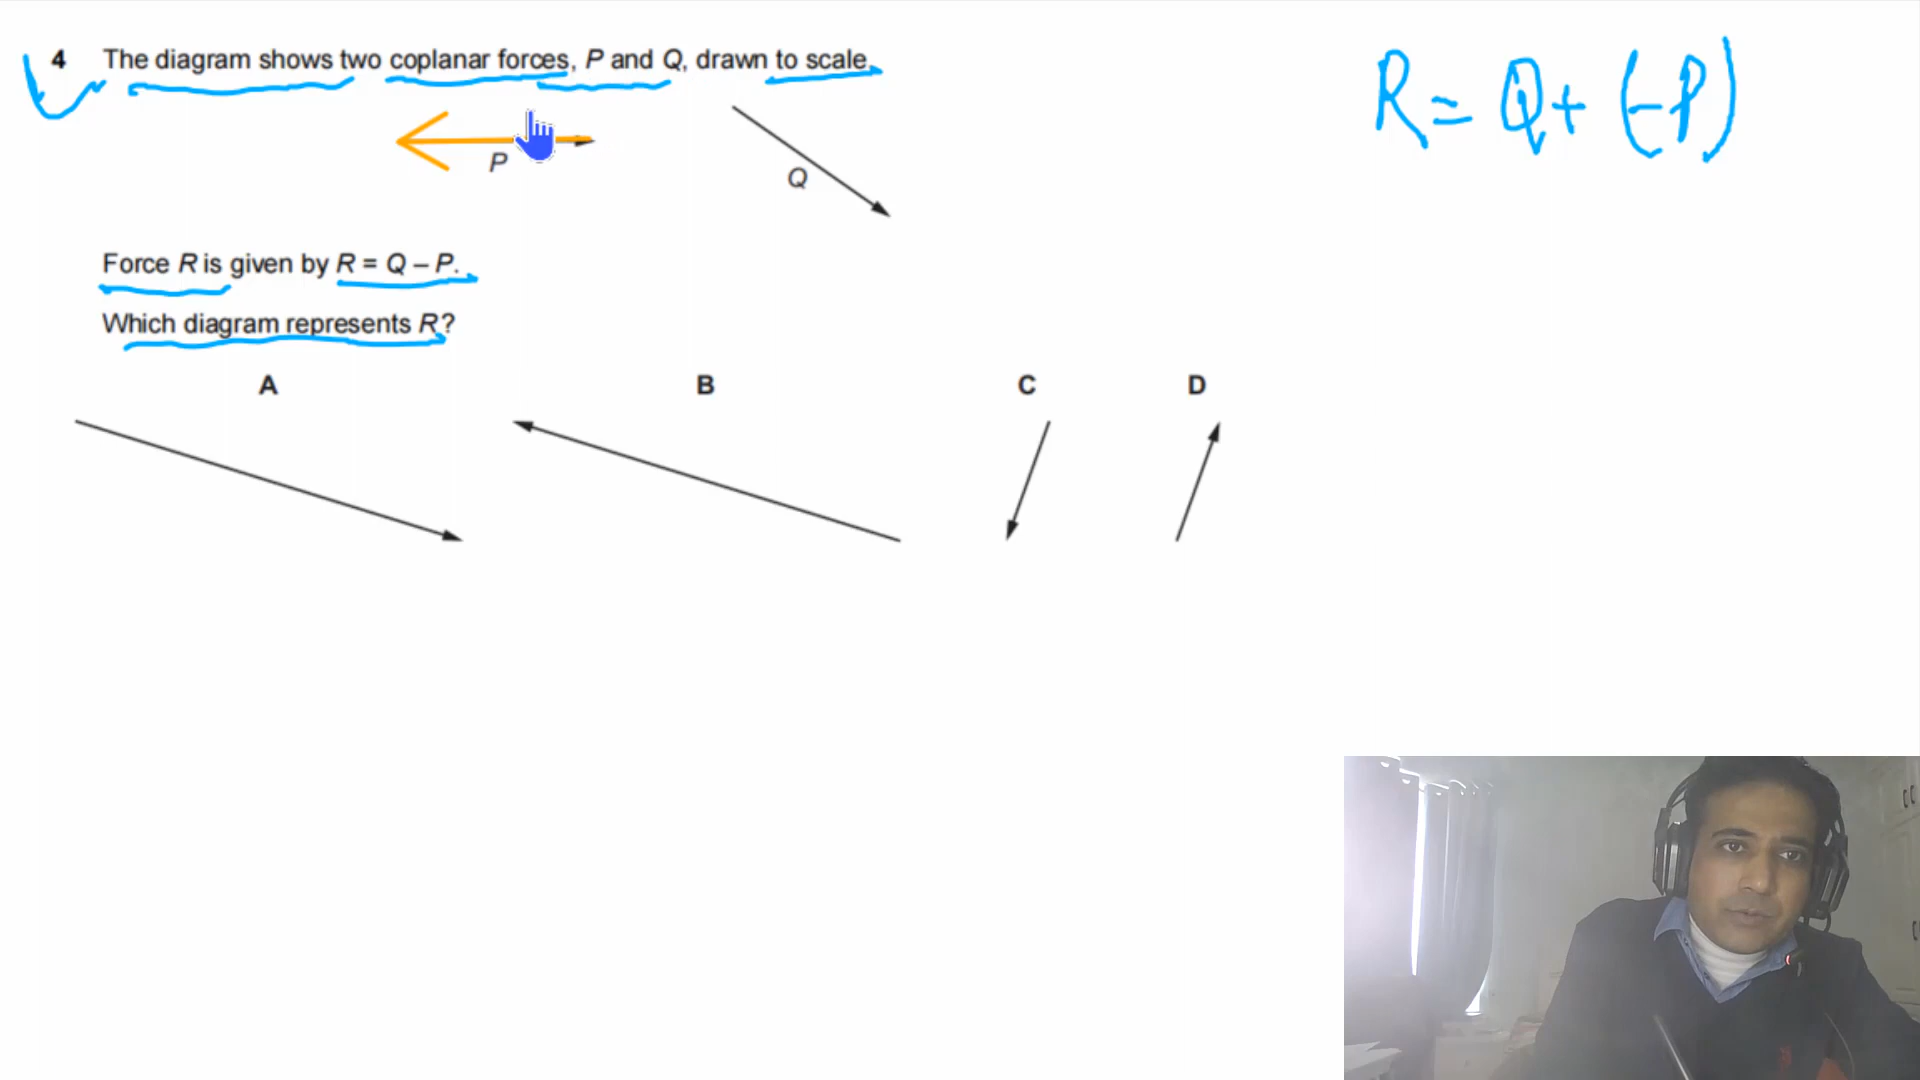 4 The diagram shows two coplanar forces, P and Q, drawn to scale.
R = Q + (-P)
P
Q
Force R is given by R = Q – P.
Which diagram represents R?
A B C D